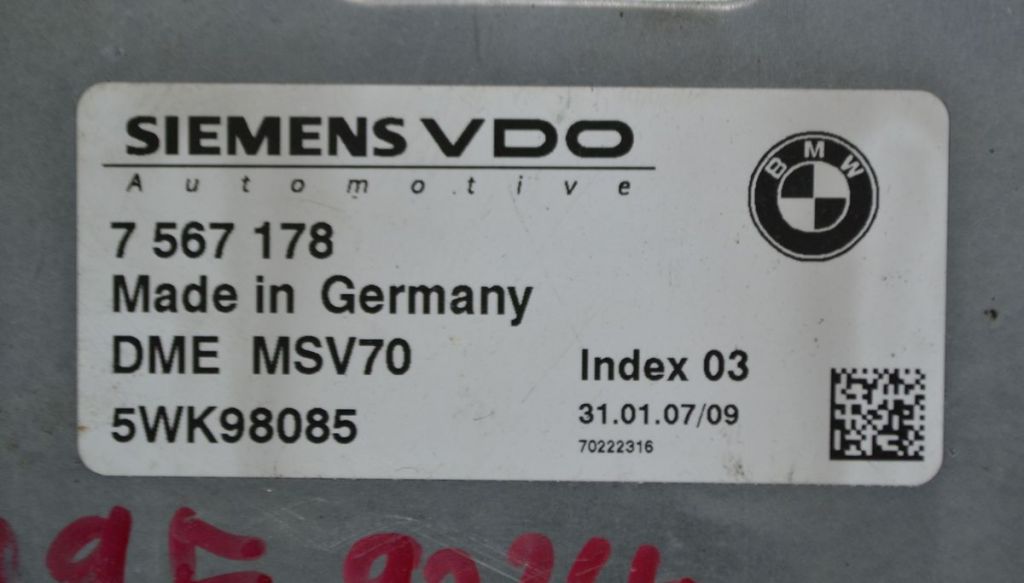 SIEMENS VDO
Automotive
BMW
7 567 178
Made in Germany
DME MSV70
Index 03
5WK98085
31.01.07/09
70222316